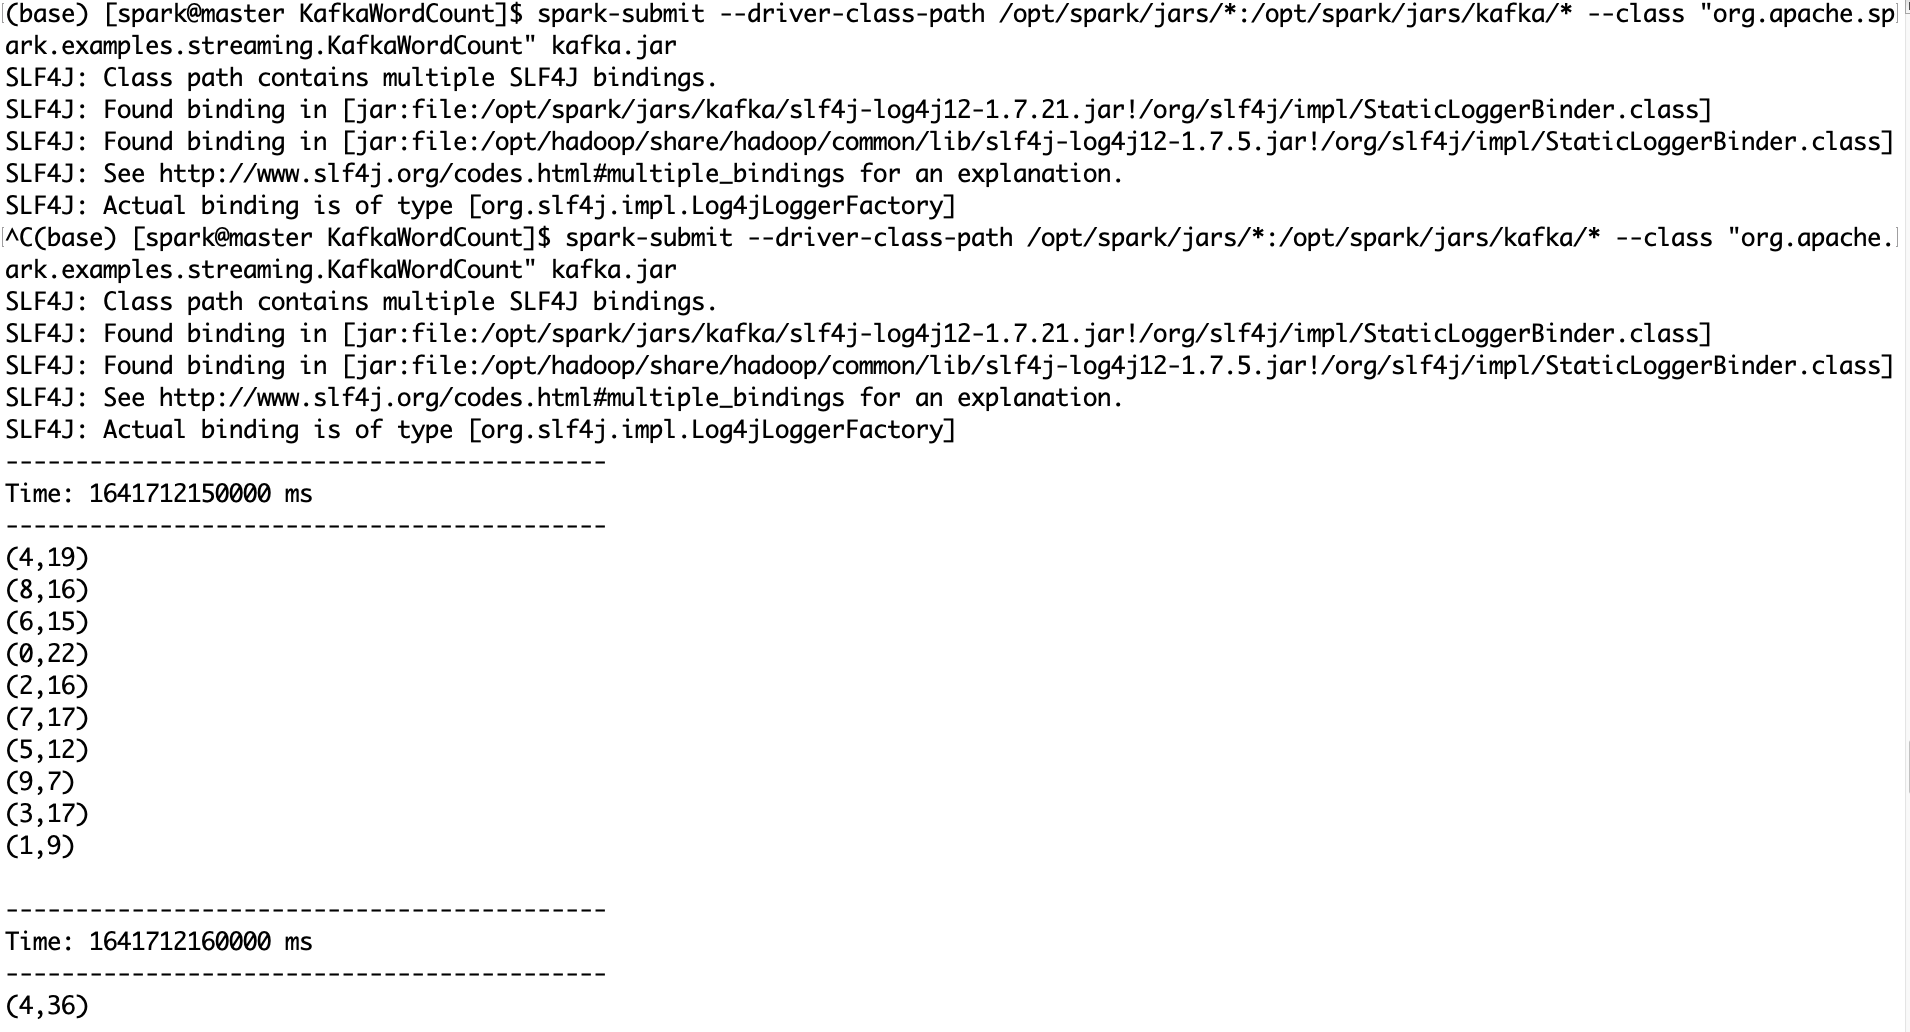 (base) [spark@master KafkaWordCount]$ spark-submit --driver-class-path /opt/spark/jars/*:/opt/spark/jars/kafka/* --class "org.apache.sp
ark.examples.streaming.KafkaWordCount" kafka.jar
SLF4J: Class path contains multiple SLF4J bindings.
SLF4J: Found binding in [jar:file:/opt/spark/jars/kafka/slf4j-log4j12-1.7.21.jar!/org/slf4j/impl/StaticLoggerBinder.class]
SLF4J: Found binding in [jar:file:/opt/hadoop/share/hadoop/common/lib/slf4j-log4j12-1.7.5.jar!/org/slf4j/impl/StaticLoggerBinder.class]
SLF4J: See http://www.slf4j.org/codes.html#multiple_bindings for an explanation.
SLF4J: Actual binding is of type [org.slf4j.impl.Log4jLoggerFactory]
^C(base) [spark@master KafkaWordCount]$ spark-submit --driver-class-path /opt/spark/jars/*:/opt/spark/jars/kafka/* --class "org.apache.
ark.examples.streaming.KafkaWordCount" kafka.jar
SLF4J: Class path contains multiple SLF4J bindings.
SLF4J: Found binding in [jar:file:/opt/spark/jars/kafka/slf4j-log4j12-1.7.21.jar!/org/slf4j/impl/StaticLoggerBinder.class]
SLF4J: Found binding in [jar:file:/opt/hadoop/share/hadoop/common/lib/slf4j-log4j12-1.7.5.jar!/org/slf4j/impl/StaticLoggerBinder.class]
SLF4J: See http://www.slf4j.org/codes.html#multiple_bindings for an explanation.
SLF4J: Actual binding is of type [org.slf4j.impl.Log4jLoggerFactory]
-------------------------------------------
Time: 1641712150000 ms
-------------------------------------------
(4,19)
(8,16)
(6,15)
(0,22)
(2,16)
(7,17)
(5,12)
(9,7)
(3,17)
(1,9)
-------------------------------------------
Time: 1641712160000 ms
-------------------------------------------
(4,36)